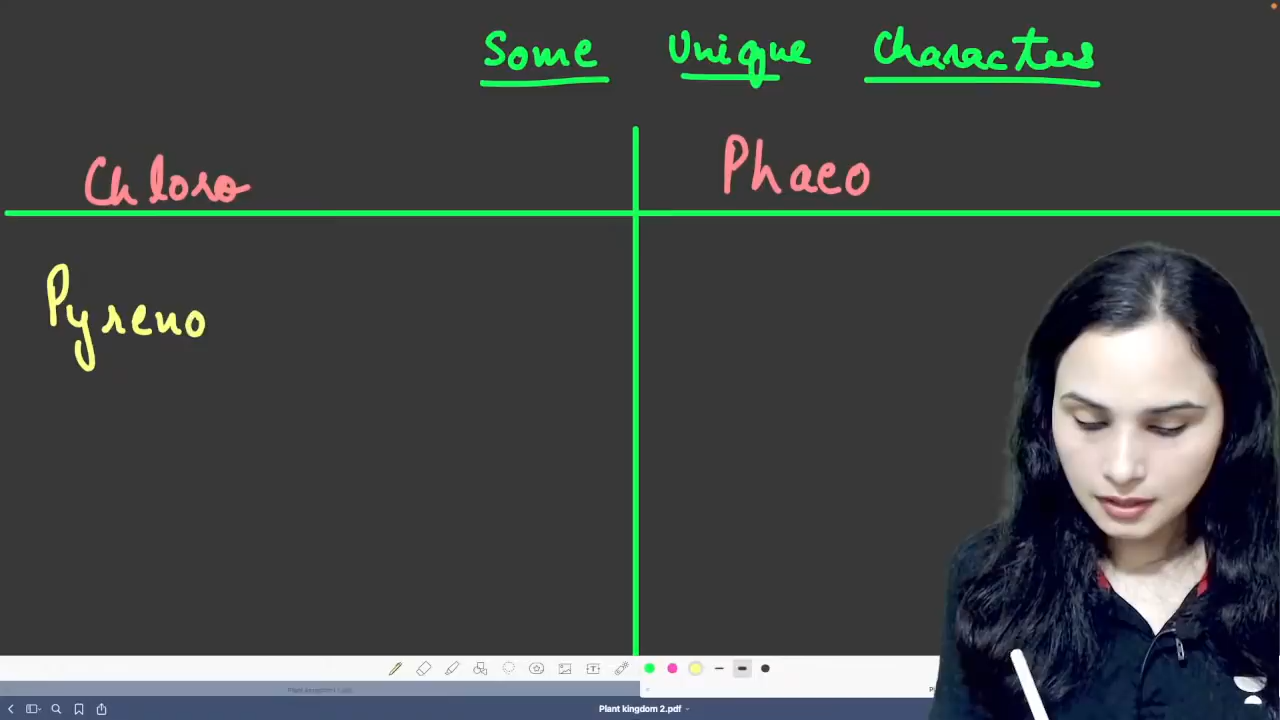 Some Unique Characters
Chloro
Phaeo
Pyreno
Plant kingdom 2.pdf